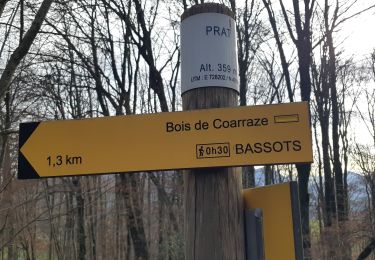 PRAT
Alt. 359 m
Bois de Coarraze
1,3 km
0h30 BASSOTS